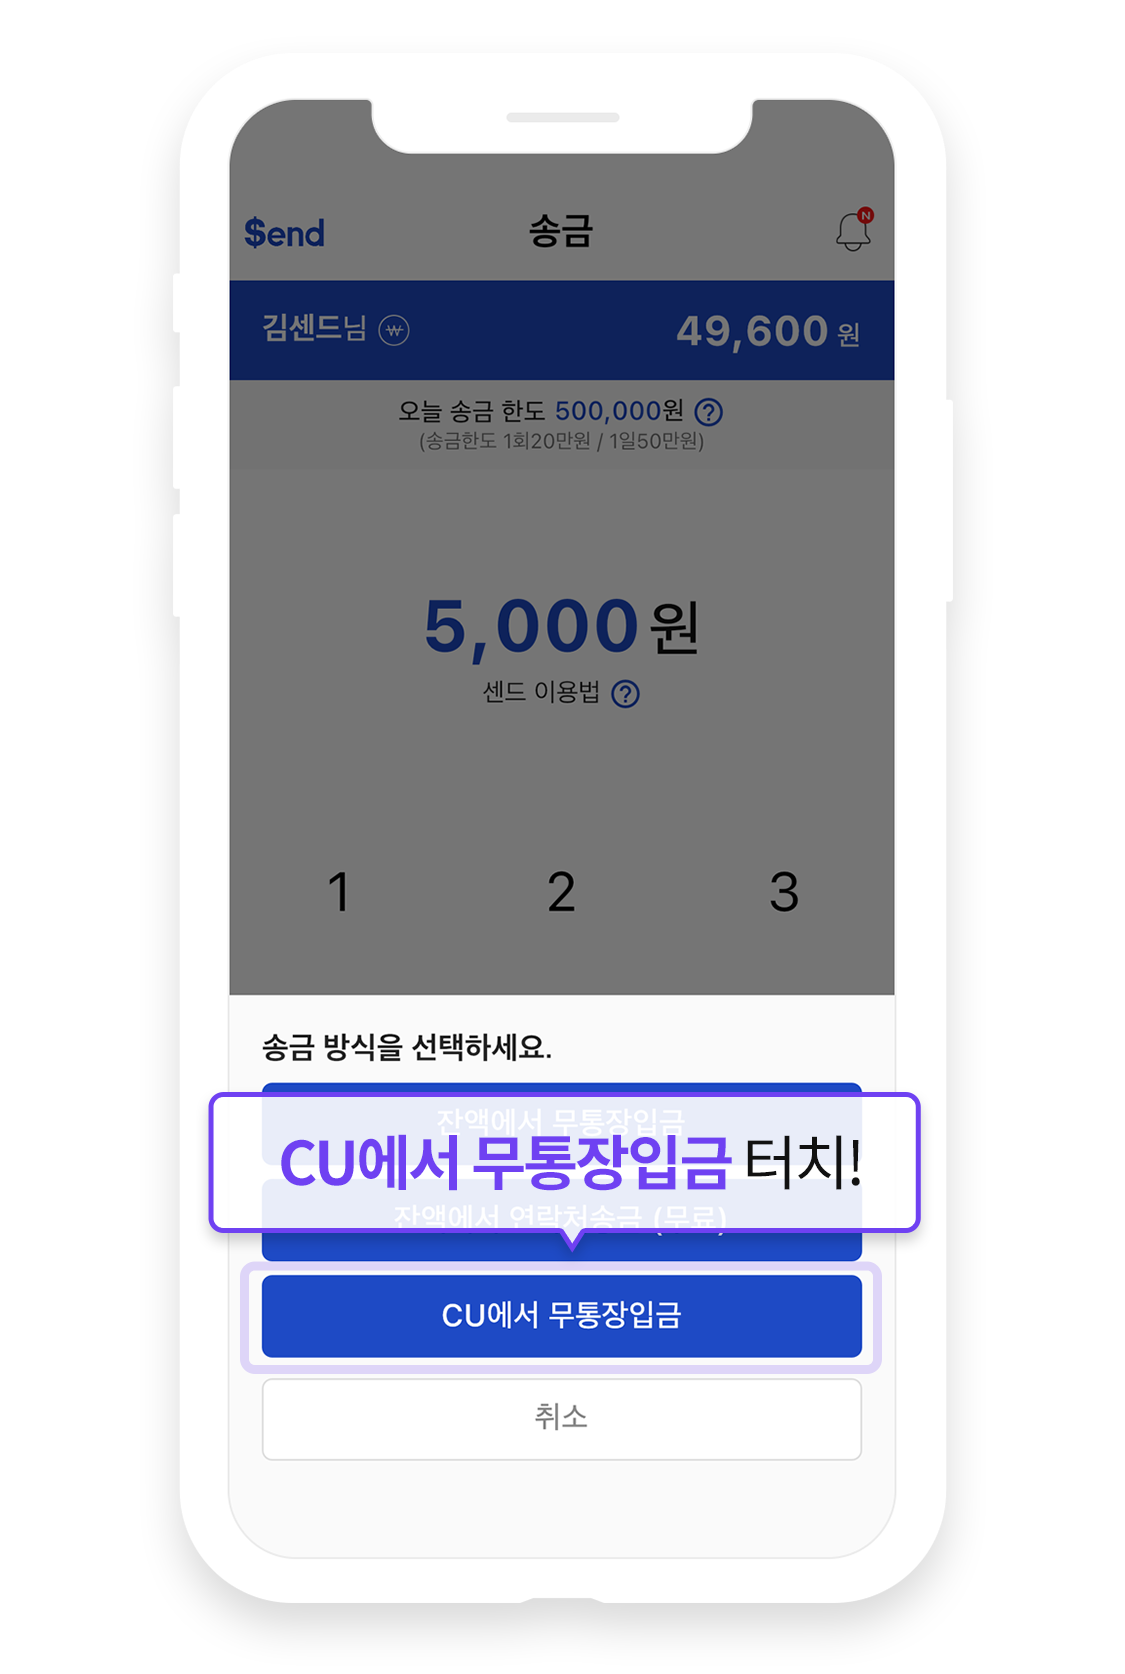 $end
송금
N
김센드님 ₩
49,600 원
오늘 송금 한도 500,000원 ?
(송금한도 1회20만원 / 1일50만원)
5,000 원
센드 이용법 ?
1 2 3
송금 방식을 선택하세요.
잔액에서 무통장입금
CU에서 무통장입금 터치!
잔액에서 연락처송금 (무료)
CU에서 무통장입금
취소